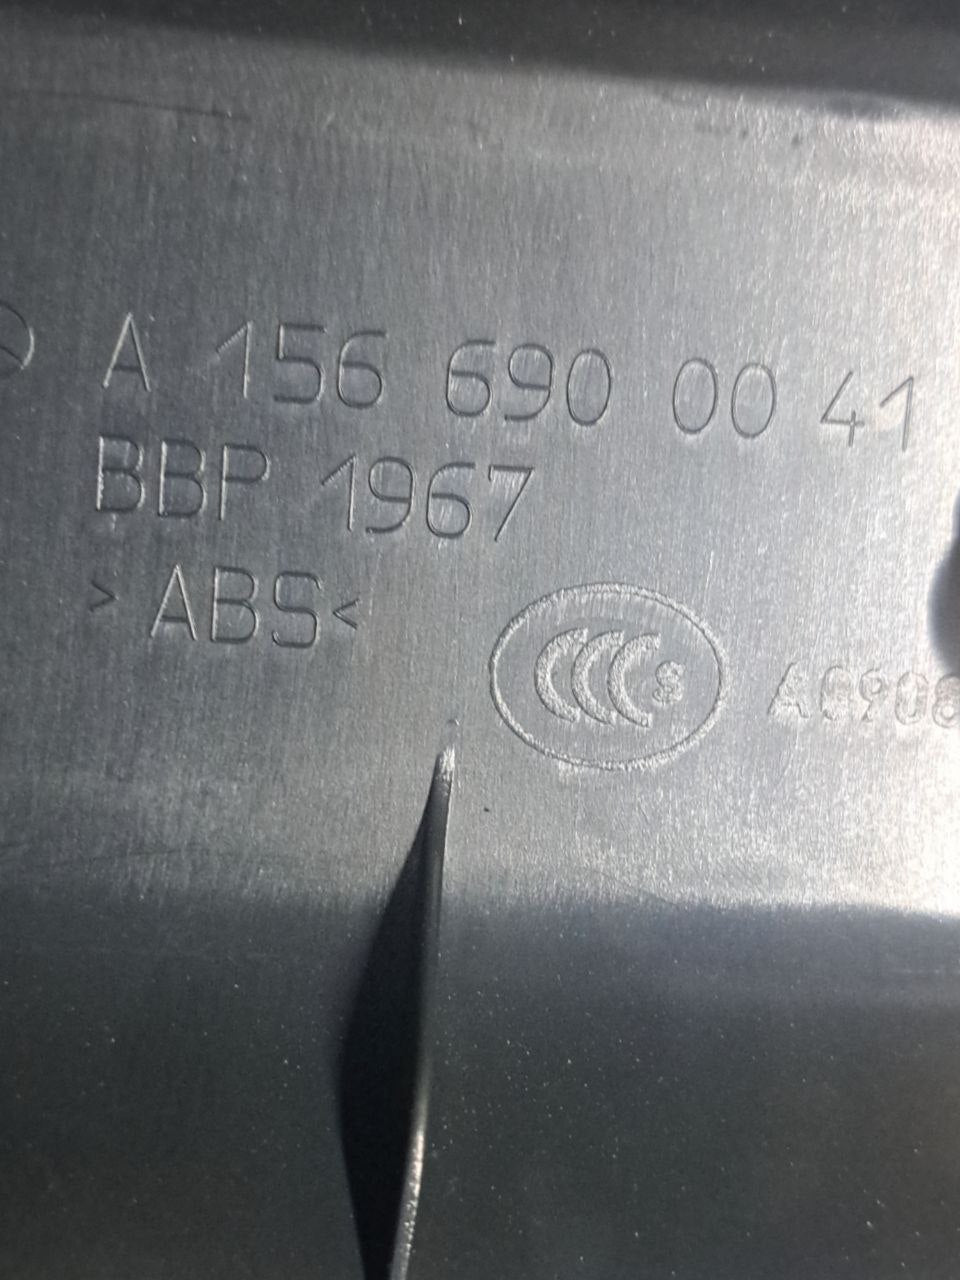 A 156 690 00 41
BBP 1967
>ABS<
CCC S